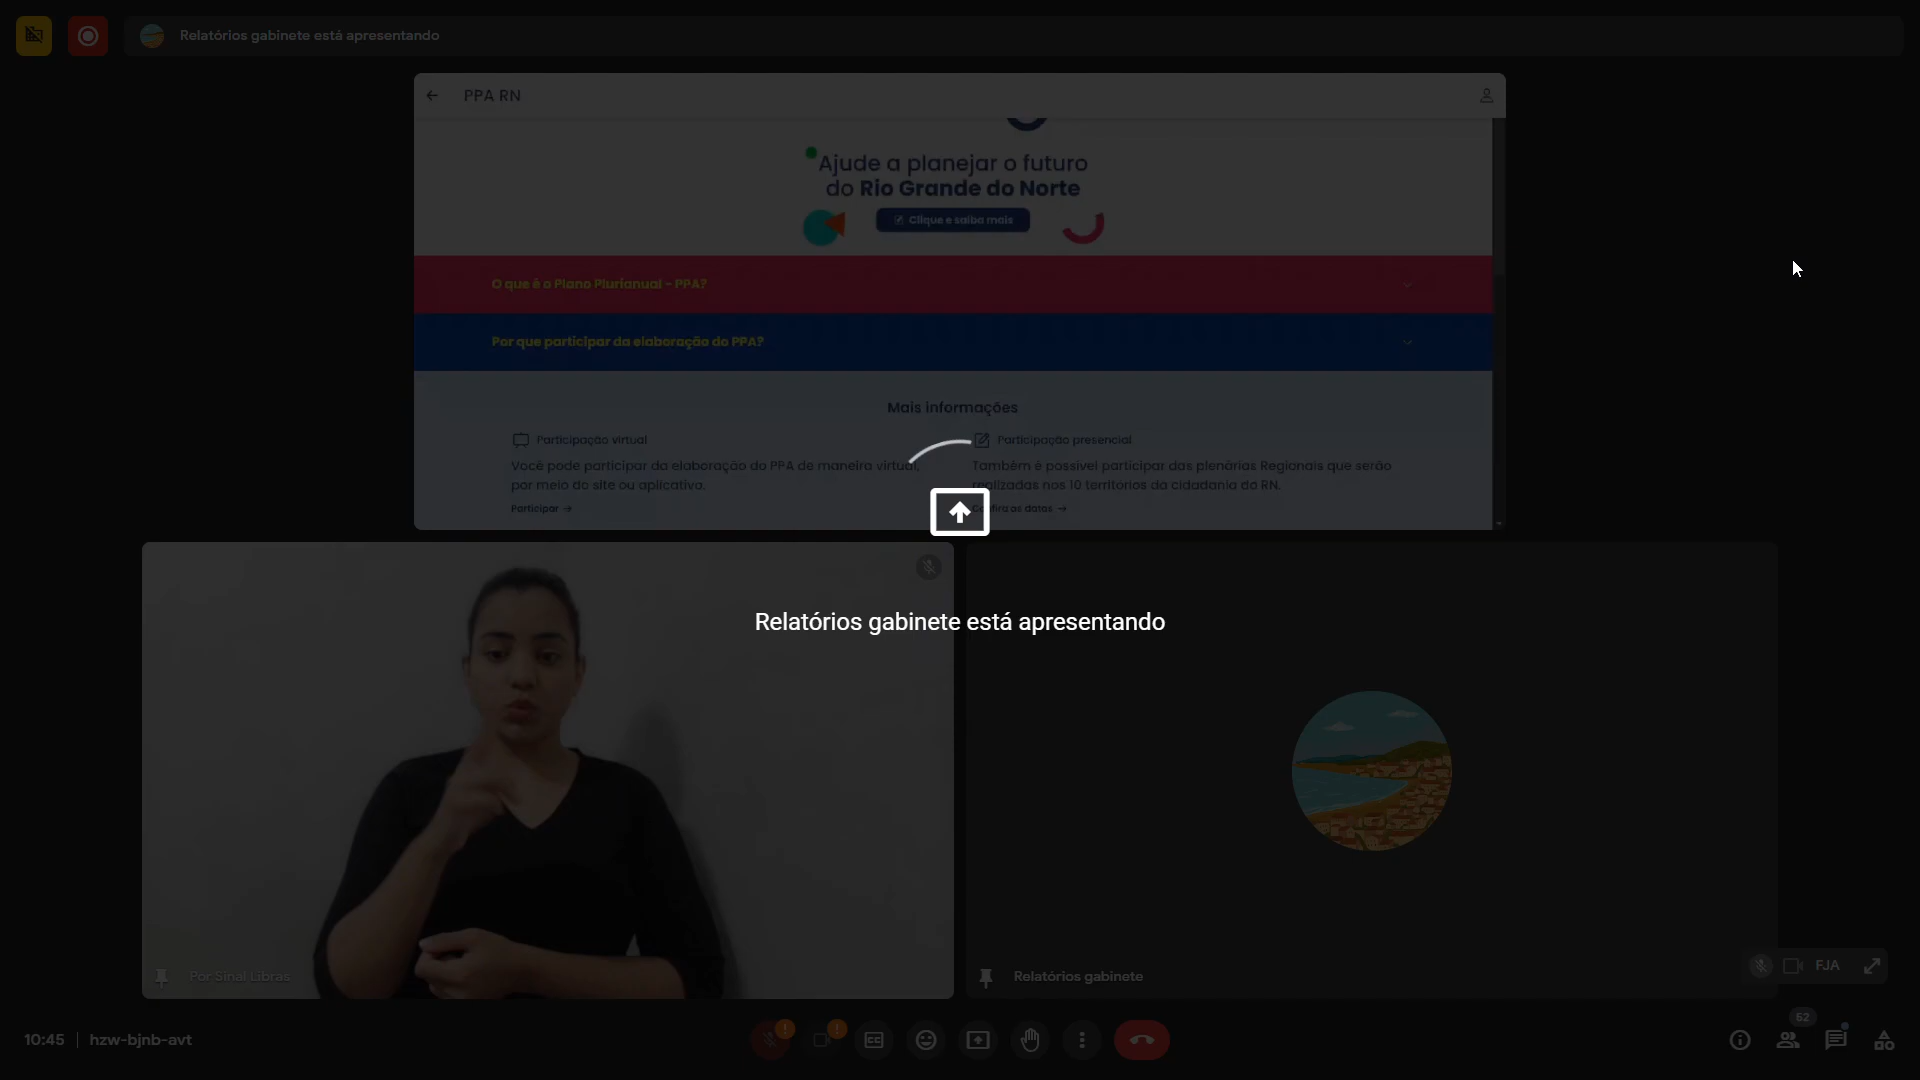 Relatórios gabinete está apresentando
PPA RN
Ajude a planejar o futuro
do Rio Grande do Norte
Clique e saiba mais
O que é o Plano Plurianual - PPA?
Por que participar da elaboração do PPA?
Mais informações
Participação virtual
Você pode participar da elaboração do PPA de maneira virtual,
por meio do site ou aplicativo.
Participar →
Participação presencial
Também é possível participar das plenárias Regionais que serão
realizadas nos 10 territórios da cidadania do RN.
Confira as datas →
Relatórios gabinete está apresentando
Por Sinal Libras
Relatórios gabinete
FJA
10:45 | hzw-bjnb-avt
CC
52